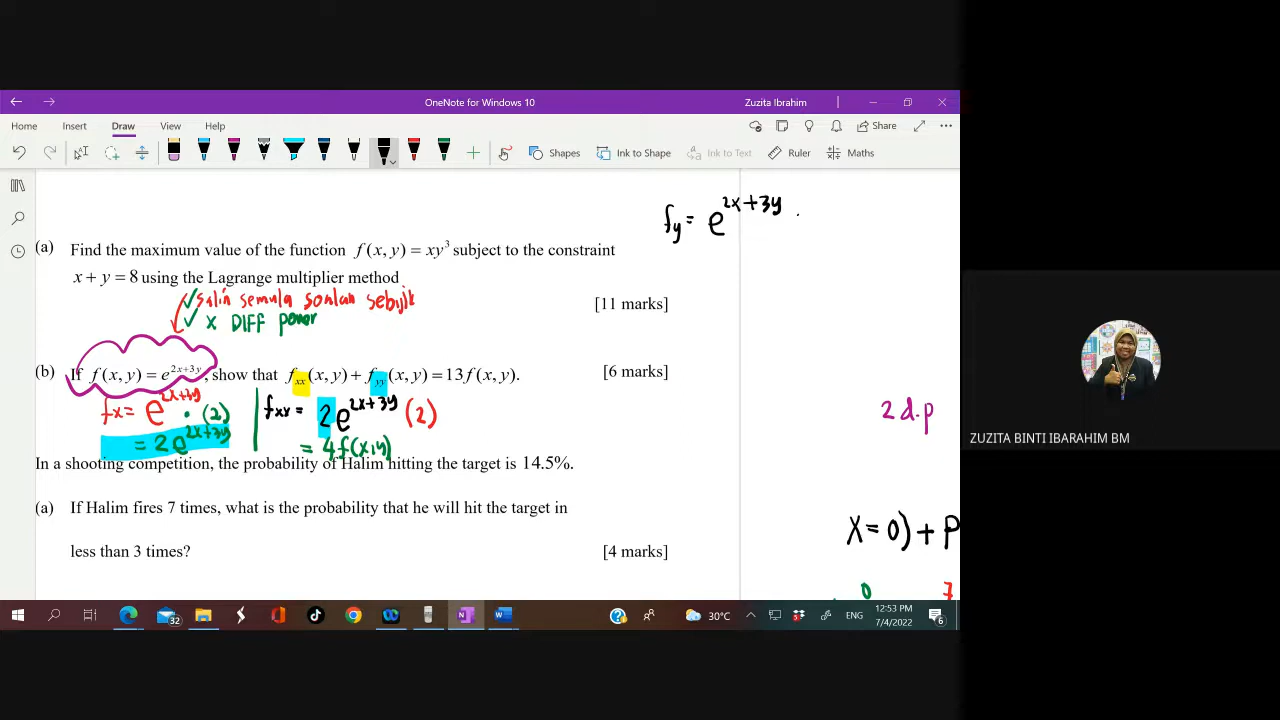 OneNote for Windows 10
Zuzita Ibrahim
Home Insert Draw View Help
Share
Shapes Ink to Shape Ink to Text Ruler Maths
fy = e^{2x+3y} .
(a) Find the maximum value of the function f(x, y) = xy³ subject to the constraint
x + y = 8 using the Lagrange multiplier method
[11 marks]
✓ salin semula soalan sebijik
✓ x DIFF power
(b) If f(x, y) = e^{2x+3y}, show that f_{xx}(x, y) + f_{yy}(x, y) = 13f(x, y).
[6 marks]
fx = e^{2x+3y} • (2)
= 2e^{2x+3y}
fxx = 2e^{2x+3y} (2)
= 4f(x,y)
2 d.p
ZUZITA BINTI IBARAHIM BM
In a shooting competition, the probability of Halim hitting the target is 14.5%.
(a) If Halim fires 7 times, what is the probability that he will hit the target in
less than 3 times?
[4 marks]
X = 0) + P
0 7
32
30°C
ENG
12:53 PM
7/4/2022
6